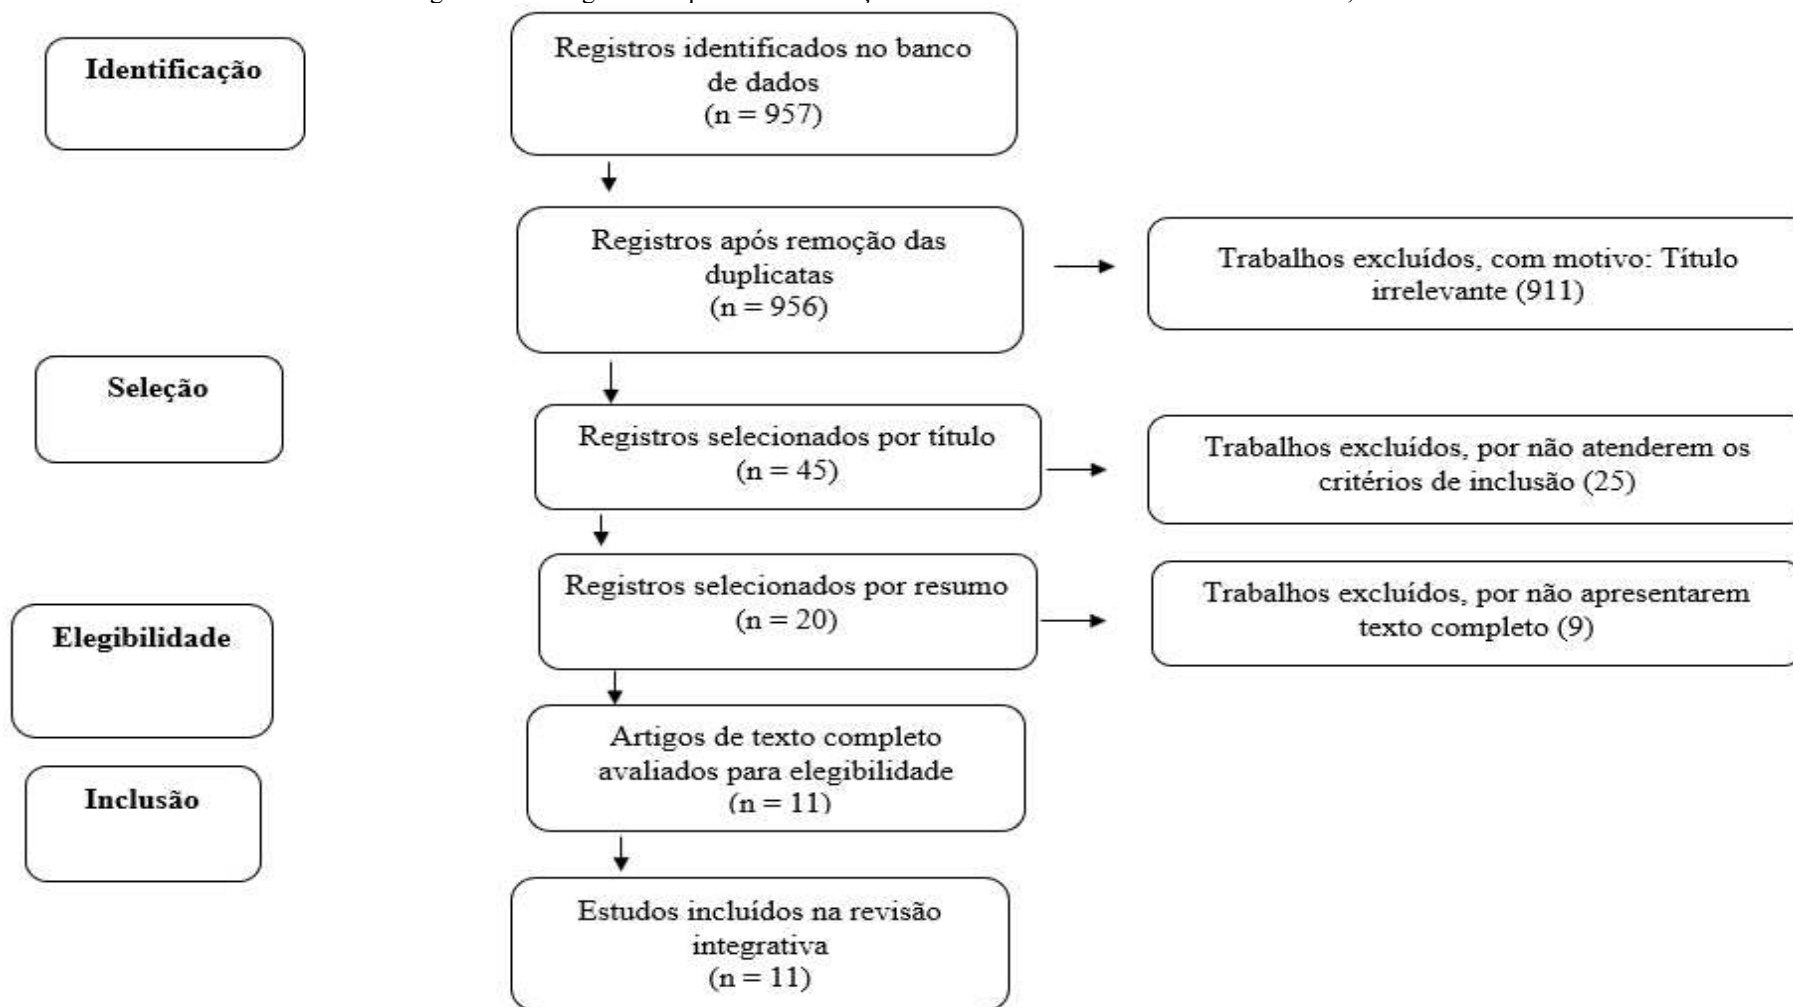 Identificação
Registros identificados no banco
de dados
(n = 957)
Registros após remoção das
duplicatas
(n = 956)
Trabalhos excluídos, com motivo: Título
irrelevante (911)
Seleção
Registros selecionados por título
(n = 45)
Trabalhos excluídos, por não atenderem os
critérios de inclusão (25)
Registros selecionados por resumo
(n = 20)
Trabalhos excluídos, por não apresentarem
texto completo (9)
Elegibilidade
Artigos de texto completo
avaliados para elegibilidade
(n = 11)
Inclusão
Estudos incluídos na revisão
integrativa
(n = 11)